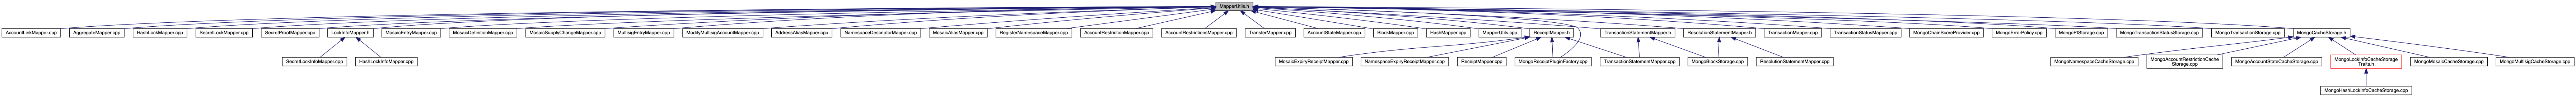 MapperUtils.h
AccountLinkMapper.cpp
AggregateMapper.cpp
HashLockMapper.cpp
SecretLockMapper.cpp
SecretProofMapper.cpp
LockInfoMapper.h
MosaicEntryMapper.cpp
MosaicDefinitionMapper.cpp
MosaicSupplyChangeMapper.cpp
MultisigEntryMapper.cpp
ModifyMultisigAccountMapper.cpp
AddressAliasMapper.cpp
NamespaceDescriptorMapper.cpp
MosaicAliasMapper.cpp
RegisterNamespaceMapper.cpp
AccountRestrictionMapper.cpp
AccountRestrictionsMapper.cpp
TransferMapper.cpp
AccountStateMapper.cpp
BlockMapper.cpp
HashMapper.cpp
MapperUtils.cpp
ReceiptMapper.h
TransactionStatementMapper.h
ResolutionStatementMapper.h
TransactionMapper.cpp
TransactionStatusMapper.cpp
MongoChainScoreProvider.cpp
MongoErrorPolicy.cpp
MongoPtStorage.cpp
MongoTransactionStatusStorage.cpp
MongoTransactionStorage.cpp
MongoCacheStorage.h
SecretLockInfoMapper.cpp
HashLockInfoMapper.cpp
MosaicExpiryReceiptMapper.cpp
NamespaceExpiryReceiptMapper.cpp
ReceiptMapper.cpp
MongoReceiptPluginFactory.cpp
TransactionStatementMapper.cpp
MongoBlockStorage.cpp
ResolutionStatementMapper.cpp
MongoNamespaceCacheStorage.cpp
MongoAccountRestrictionCache
Storage.cpp
MongoAccountStateCacheStorage.cpp
MongoLockInfoCacheStorage
Traits.h
MongoMosaicCacheStorage.cpp
MongoMultisigCacheStorage.cpp
MongoHashLockInfoCacheStorage.cpp